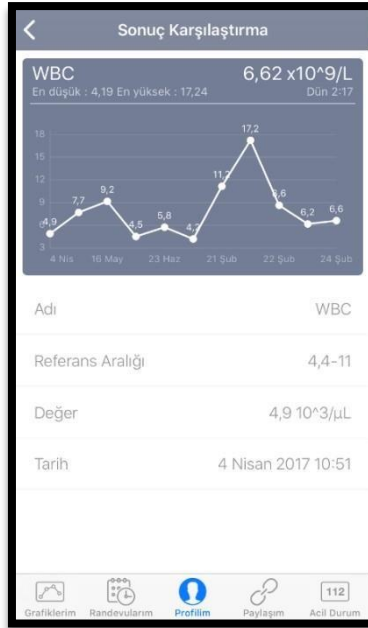 Sonuç Karşılaştırma
WBC 6,62 x10^9/L
En düşük : 4,19 En yüksek : 17,24 Dün 2:17
18
15
12
9
6
3
4,9 7,7 9,2 4,5 5,8 11,2 17,2 6,2 6,6
4 Nis 16 May 23 Haz 21 Şub 22 Şub 24 Şub
Adı WBC
Referans Aralığı 4,4-11
Değer 4,9 10^3/µL
Tarih 4 Nisan 2017 10:51
112
Grafiklerim Randevularım Profilim Paylaşım Acil Durum